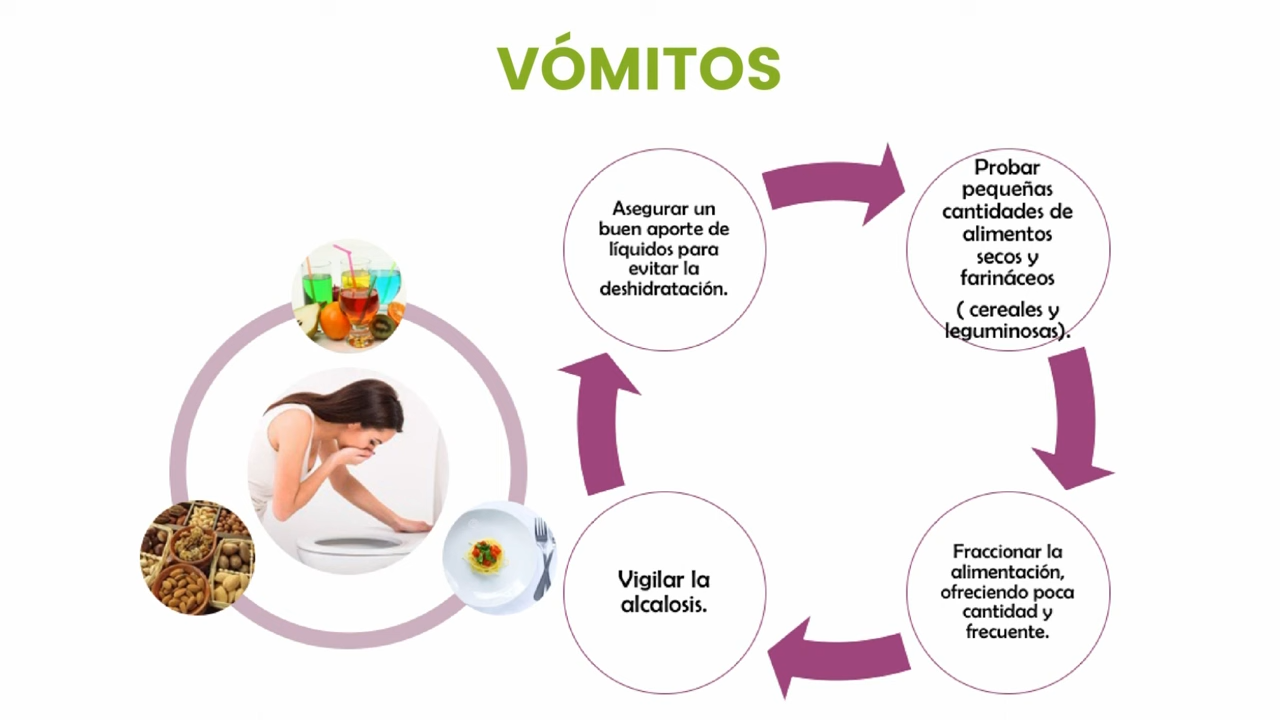 VÓMITOS
Asegurar un
buen aporte de
líquidos para
evitar la
deshidratación.
Probar
pequeñas
cantidades de
alimentos
secos y
farináceos
( cereales y
leguminosas).
Fraccionar la
alimentación,
ofreciendo poca
cantidad y
frecuente.
Vigilar la
alcalosis.